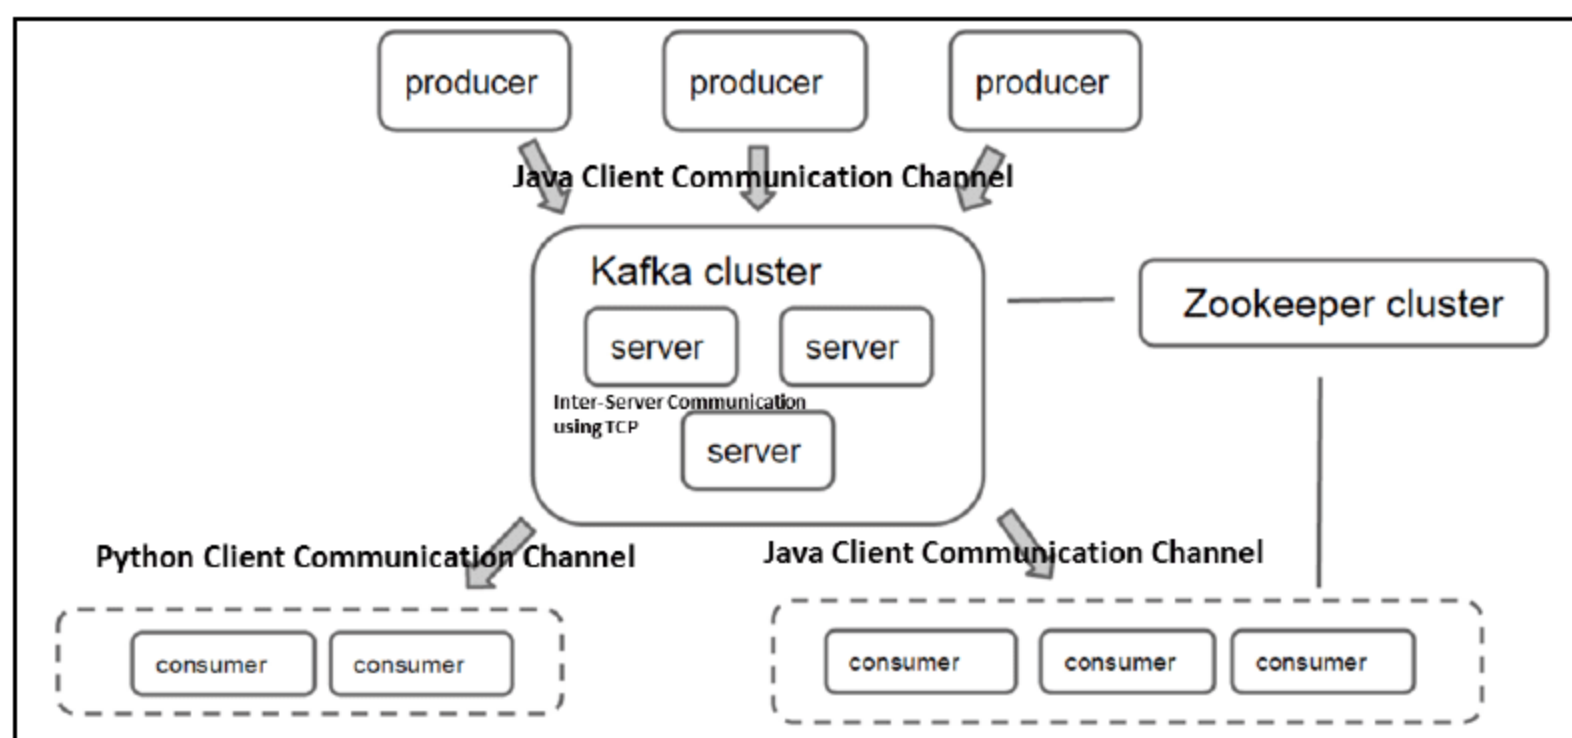 producer
producer
producer
Java Client Communication Channel
Kafka cluster
Zookeeper cluster
server
server
Inter-Server Communication
using TCP
server
Python Client Communication Channel
Java Client Communication Channel
consumer
consumer
consumer
consumer
consumer